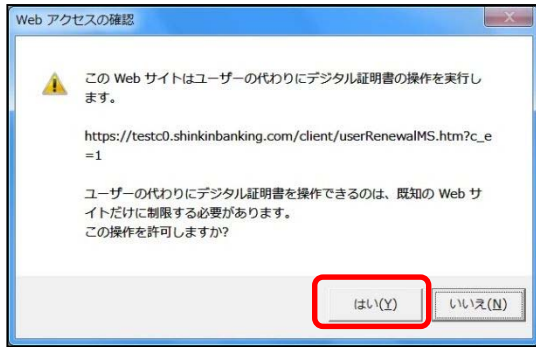 Web アクセスの確認
この Web サイトはユーザーの代わりにデジタル証明書の操作を実行し
ます。
https://testc0.shinkinbanking.com/client/userRenewalMS.htm?c_e
=1
ユーザーの代わりにデジタル証明書を操作できるのは、既知の Web サ
イトだけに制限する必要があります。
この操作を許可しますか?
はい(Y) いいえ(N)